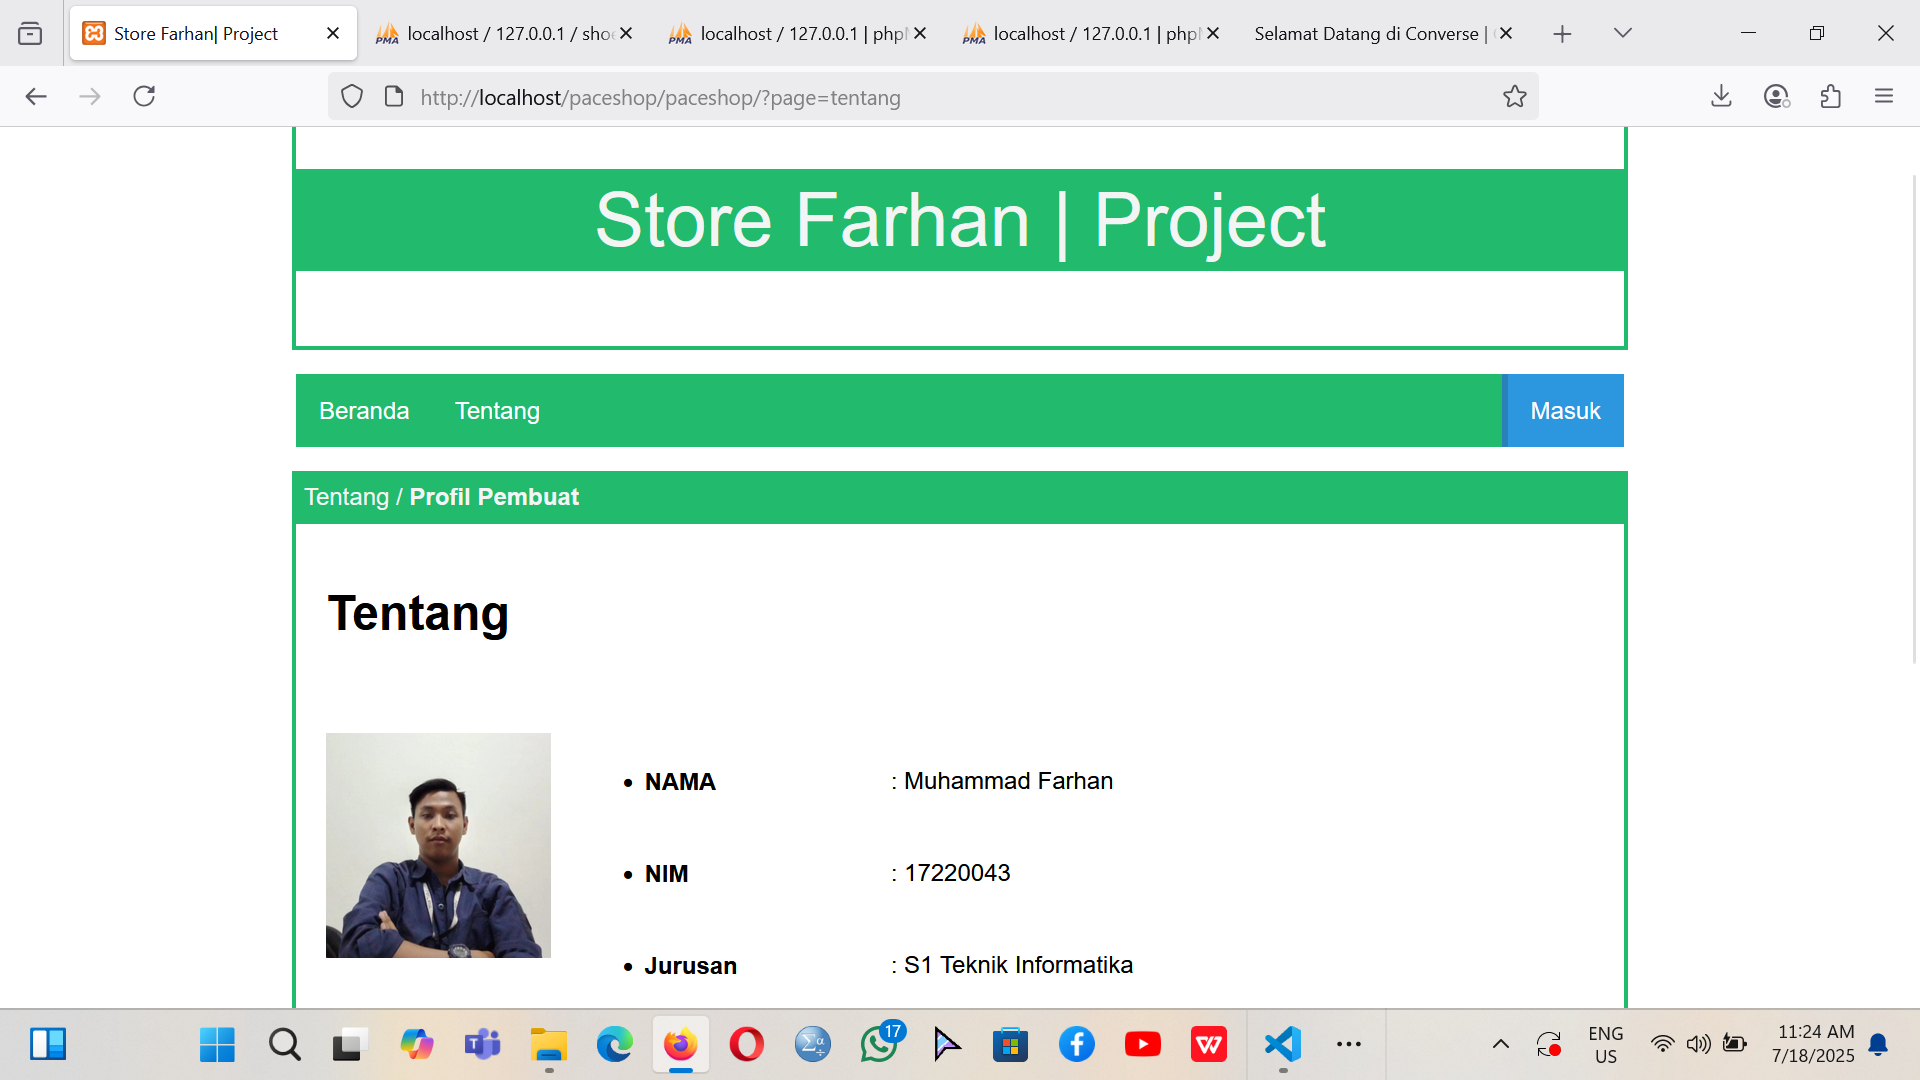 Store Farhan| Project
localhost / 127.0.0.1 / shoe
localhost / 127.0.0.1 | php
localhost / 127.0.0.1 | php
Selamat Datang di Converse |
http://localhost/paceshop/paceshop/?page=tentang
Store Farhan | Project
Beranda
Tentang
Masuk
Tentang / Profil Pembuat
Tentang
NAMA : Muhammad Farhan
NIM : 17220043
Jurusan : S1 Teknik Informatika
17
ENG
US
11:24 AM
7/18/2025